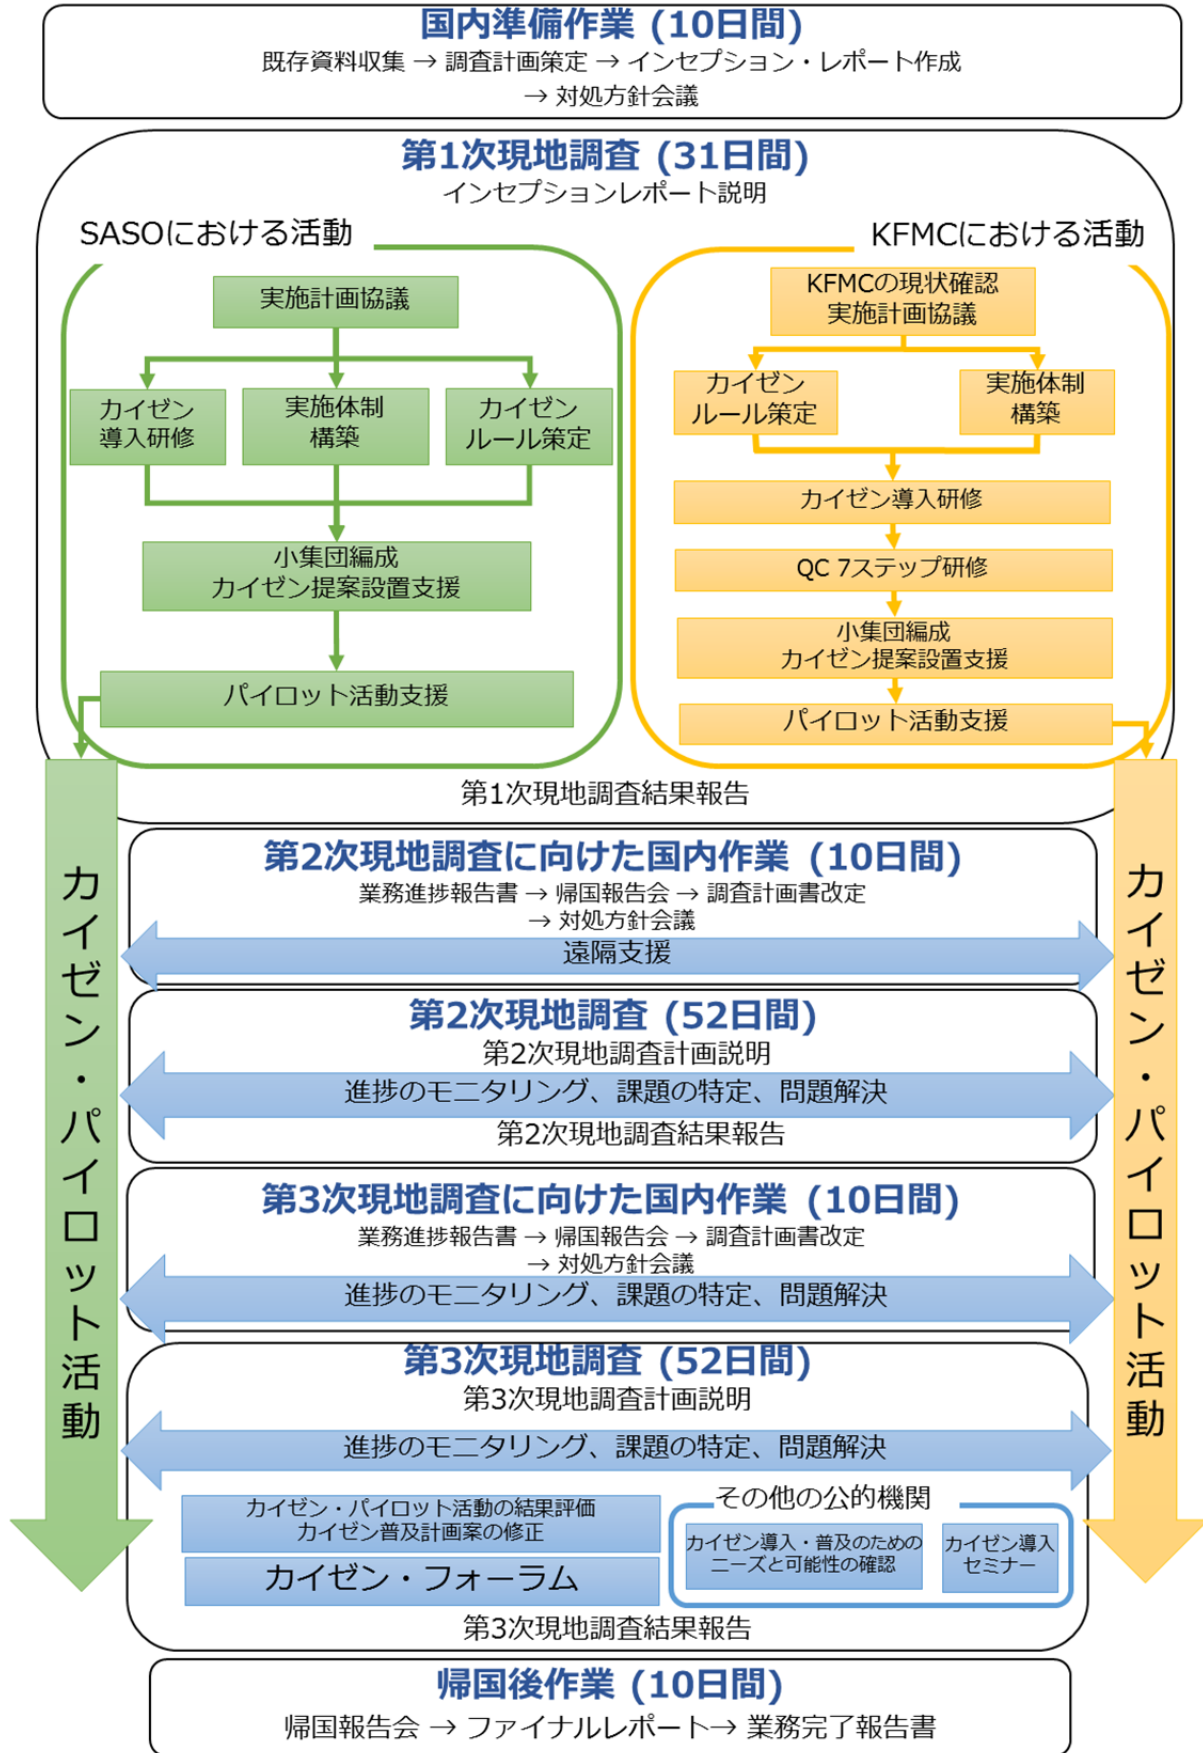 国内準備作業 (10日間)
既存資料収集 → 調査計画策定 → インセプション・レポート作成
→ 対処方針会議
第1次現地調査 (31日間)
インセプションレポート説明
SASOにおける活動
実施計画協議
カイゼン
導入研修
実施体制
構築
カイゼン
ルール策定
小集団編成
カイゼン提案設置支援
パイロット活動支援
KFMCにおける活動
KFMCの現状確認
実施計画協議
カイゼン
ルール策定
実施体制
構築
カイゼン導入研修
QC 7ステップ研修
小集団編成
カイゼン提案設置支援
パイロット活動支援
第1次現地調査結果報告
カイゼン・パイロット活動
カイゼン・パイロット活動
第2次現地調査に向けた国内作業 (10日間)
業務進捗報告書 → 帰国報告会 → 調査計画書改定
→ 対処方針会議
遠隔支援
第2次現地調査 (52日間)
第2次現地調査計画説明
進捗のモニタリング、課題の特定、問題解決
第2次現地調査結果報告
第3次現地調査に向けた国内作業 (10日間)
業務進捗報告書 → 帰国報告会 → 調査計画書改定
→ 対処方針会議
進捗のモニタリング、課題の特定、問題解決
第3次現地調査 (52日間)
第3次現地調査計画説明
進捗のモニタリング、課題の特定、問題解決
カイゼン・パイロット活動の結果評価
カイゼン普及計画案の修正
カイゼン・フォーラム
その他の公的機関
カイゼン導入・普及のための
ニーズと可能性の確認
カイゼン導入
セミナー
第3次現地調査結果報告
帰国後作業 (10日間)
帰国報告会 → ファイナルレポート→ 業務完了報告書